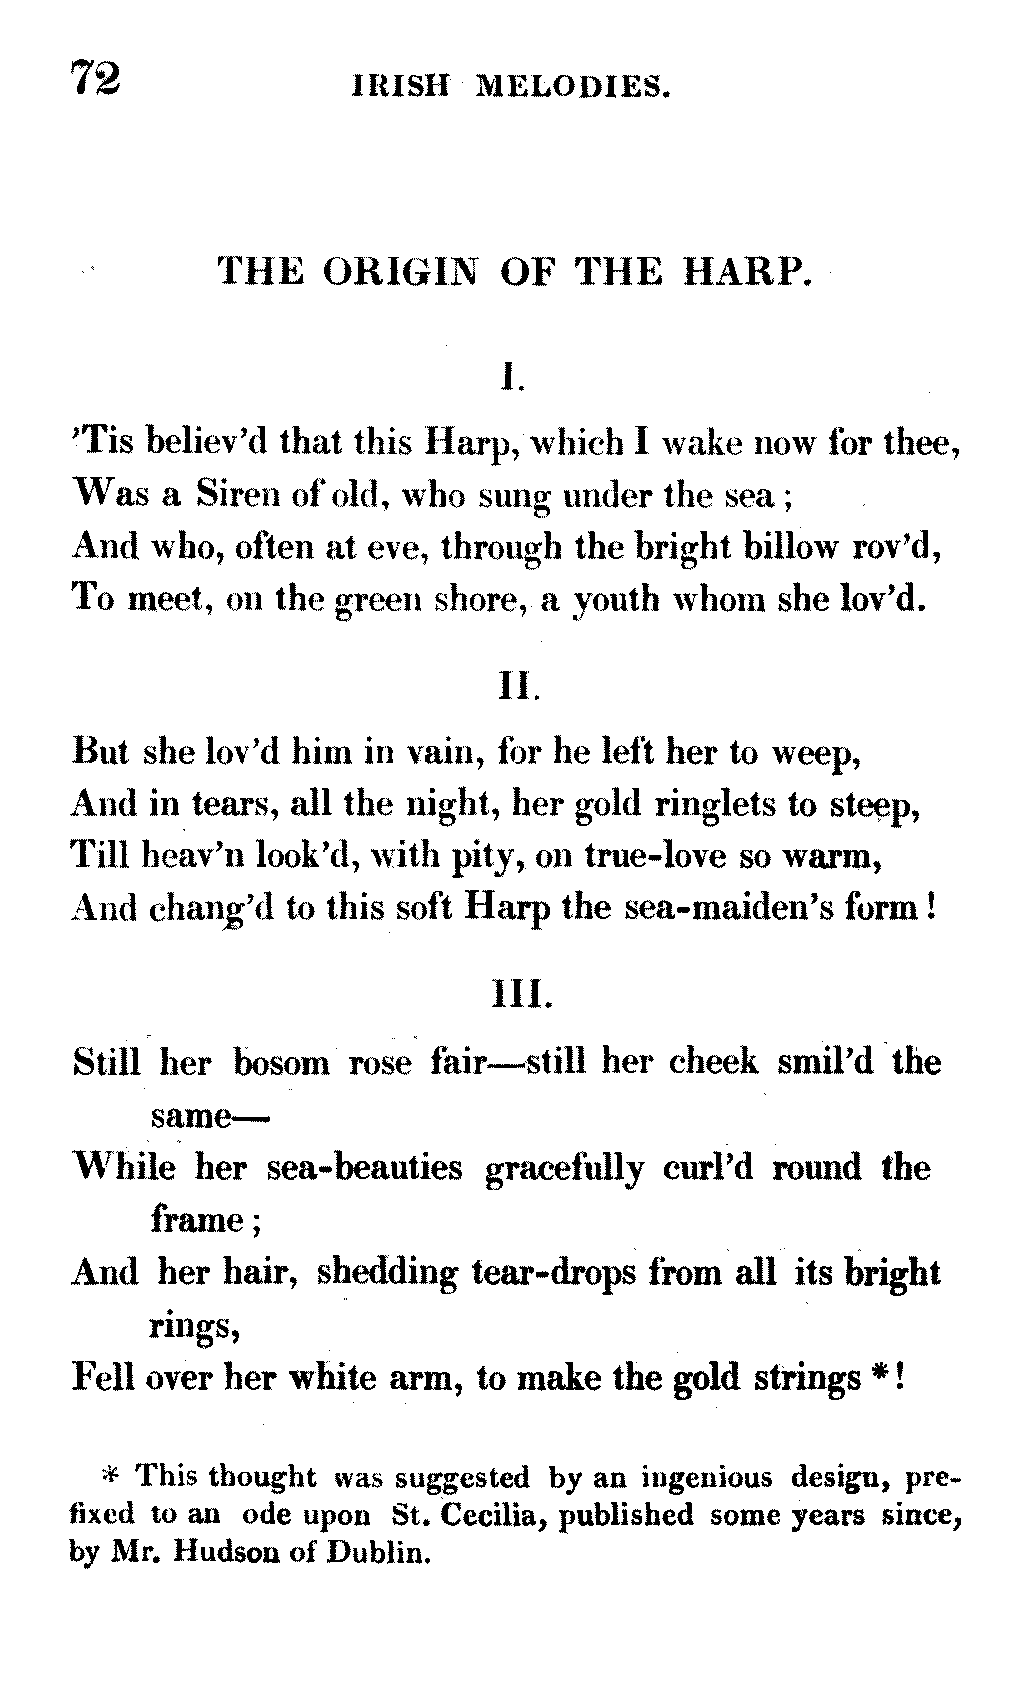 72 IRISH MELODIES.
THE ORIGIN OF THE HARP.
I.
'Tis believ'd that this Harp, which I wake now for thee,
Was a Siren of old, who sung under the sea;
And who, often at eve, through the bright billow rov'd,
To meet, on the green shore, a youth whom she lov'd.
II.
But she lov'd him in vain, for he left her to weep,
And in tears, all the night, her gold ringlets to steep,
Till heav'n look'd, with pity, on true-love so warm,
And chang'd to this soft Harp the sea-maiden's form!
III.
Still her bosom rose fair—still her cheek smil'd the
same—
While her sea-beauties gracefully curl'd round the
frame;
And her hair, shedding tear-drops from all its bright
rings,
Fell over her white arm, to make the gold strings *!
* This thought was suggested by an ingenious design, pre-
fixed to an ode upon St. Cecilia, published some years since,
by Mr. Hudson of Dublin.